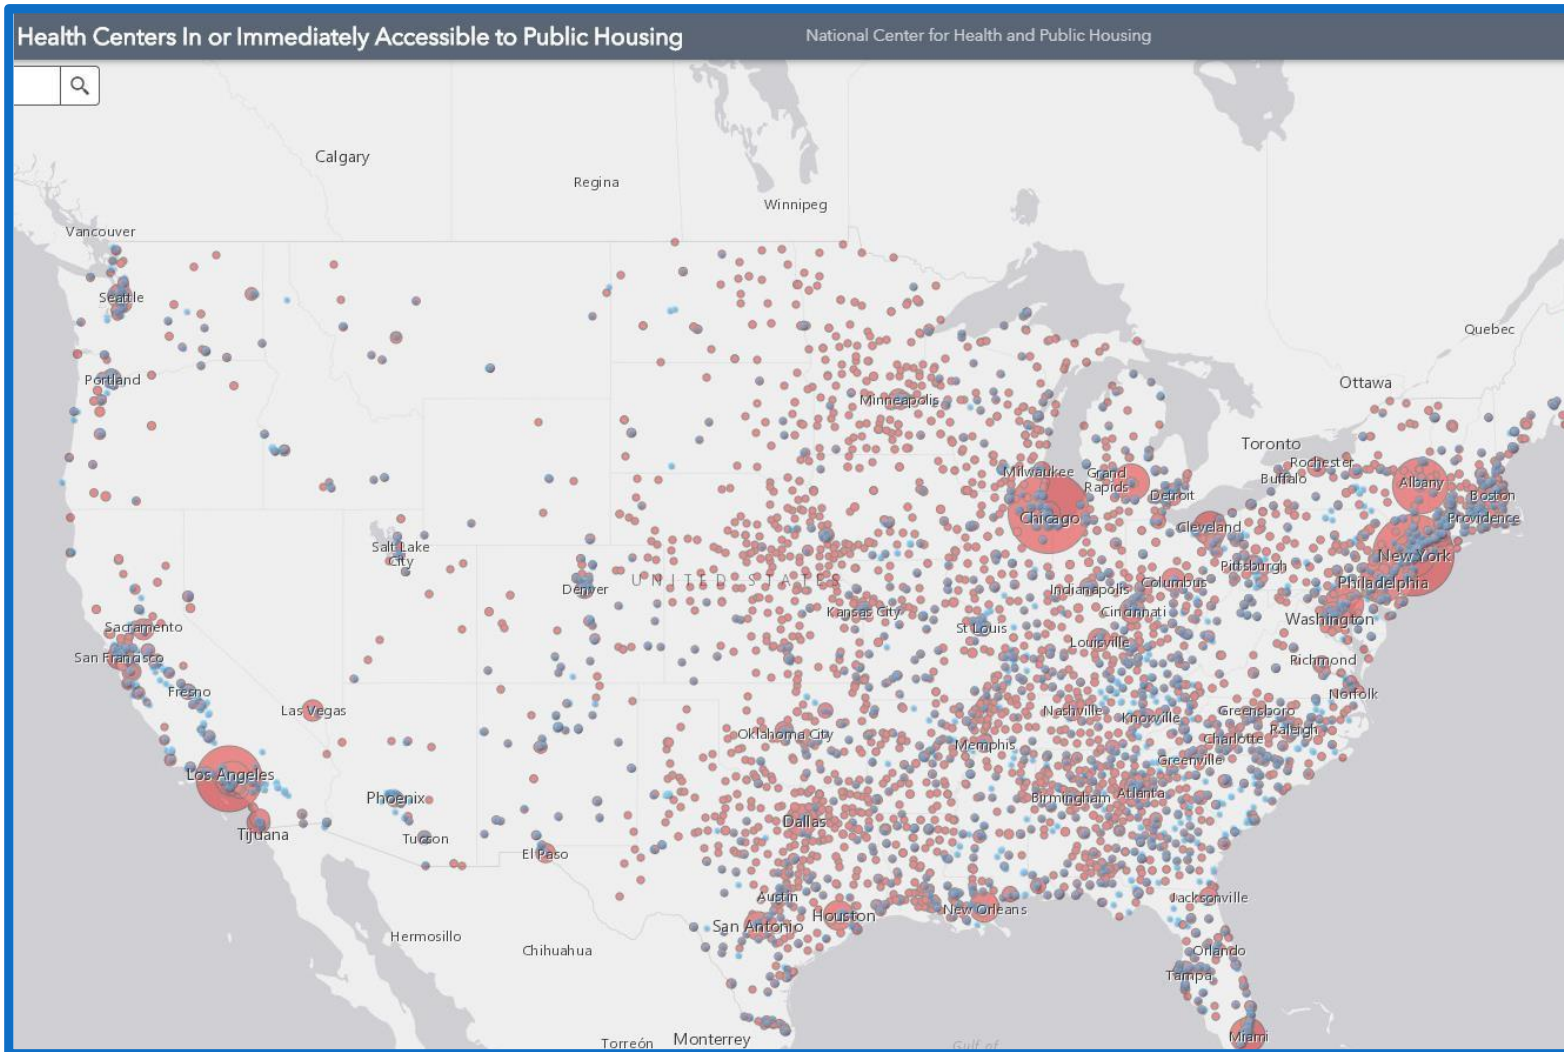 Health Centers In or Immediately Accessible to Public Housing
National Center for Health and Public Housing
Calgary
Regina
Winnipeg
Vancouver
Seattle
Quebec
Portland
Ottawa
Minneapolis
Toronto
Rochester
Buffalo
Milwaukee
Grand
Rapids
Detroit
Albany
Boston
Providence
Chicago
Cleveland
Salt Lake
City
New York
Pittsburgh
Philadelphia
Denver
UNITED STATES
Indianapolis
Columbus
Kansas City
Cincinnati
Washington
Sacramento
St Louis
Louisville
San Francisco
Richmond
Fresno
Norfolk
Las Vegas
Nashville
Knoxville
Greensboro
Oklahoma City
Memphis
Charlotte
Raleigh
Greenville
Los Angeles
Phoenix
Birmingham
Atlanta
Tijuana
Tucson
Dallas
El Paso
Austin
Jacksonville
San Antonio
Houston
New Orleans
Hermosillo
Chihuahua
Orlando
Tampa
Torreón
Monterrey
Gulf of
Miami